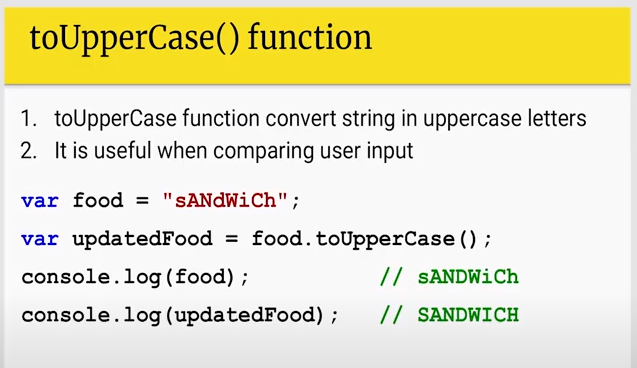 toUpperCase() function
1. toUpperCase function convert string in uppercase letters
2. It is useful when comparing user input
var food = "sANdWiCh";
var updatedFood = food.toUpperCase();
console.log(food); // sANDWiCh
console.log(updatedFood); // SANDWICH